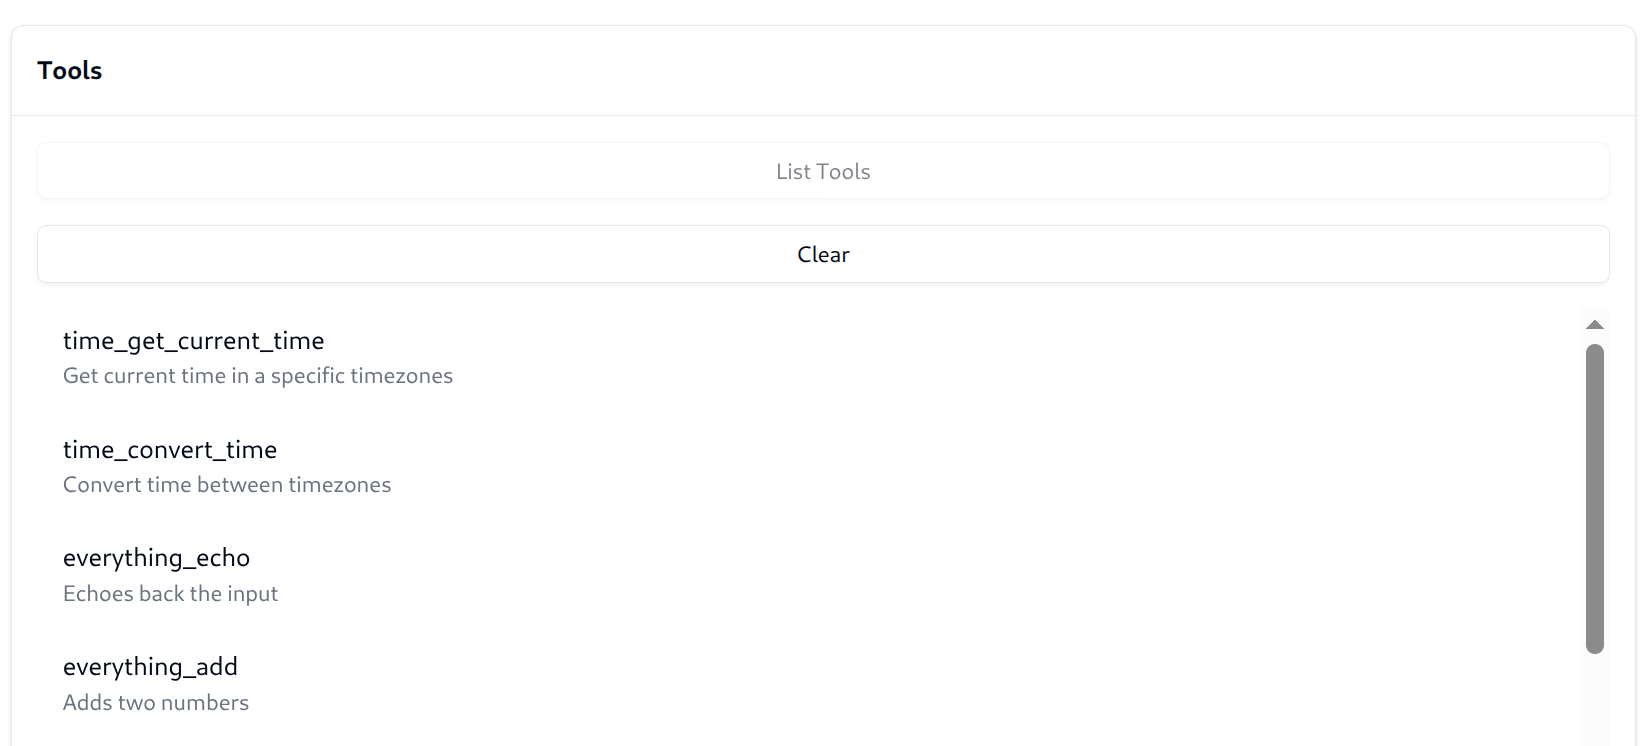 Tools
List Tools
Clear
time_get_current_time
Get current time in a specific timezones
time_convert_time
Convert time between timezones
everything_echo
Echoes back the input
everything_add
Adds two numbers